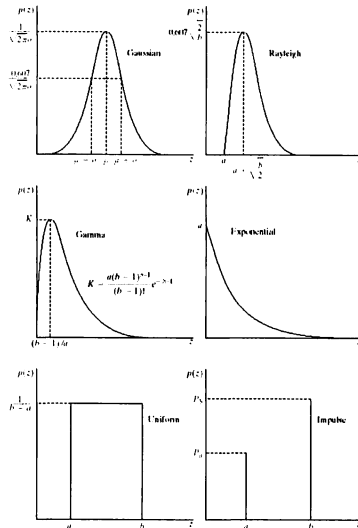 p(z)
1
√2πσ
Gaussian
0.607
√2πσ
μ − σ μ μ + σ
z
p(z)
0.607 √2/b
Rayleigh
a
a + √b/2
z
p(z)
K
Gamma
K = a(b − 1)ᵇ⁻¹ / (b − 1)! e⁻⁽ᵇ⁻¹⁾
(b − 1)/a
z
p(z)
a
Exponential
z
p(z)
1
b − a
Uniform
a
b
z
p(z)
Pb
Pa
Impulse
a
b
z